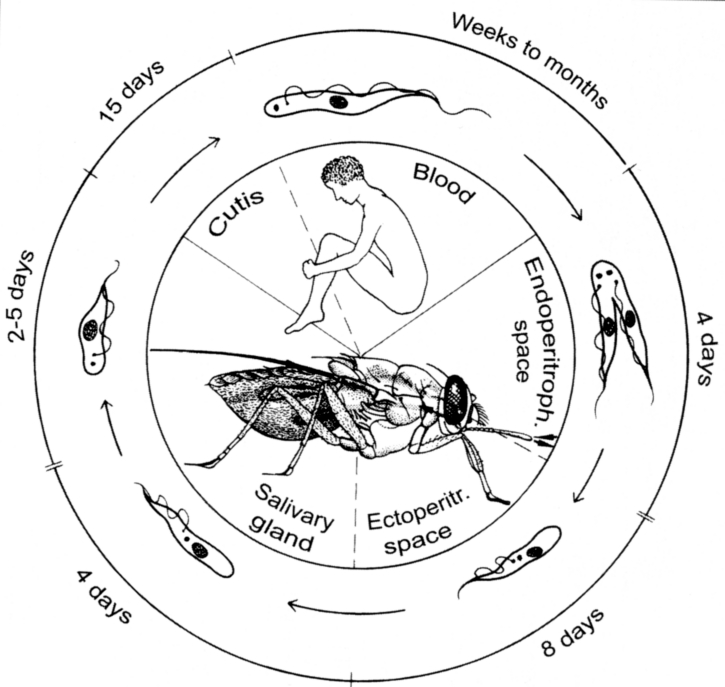 Weeks to months
15 days
Cutis
Blood
2-5 days
Endoperitroph.
space
4 days
Salivary
gland
Ectoperitr.
space
4 days
8 days